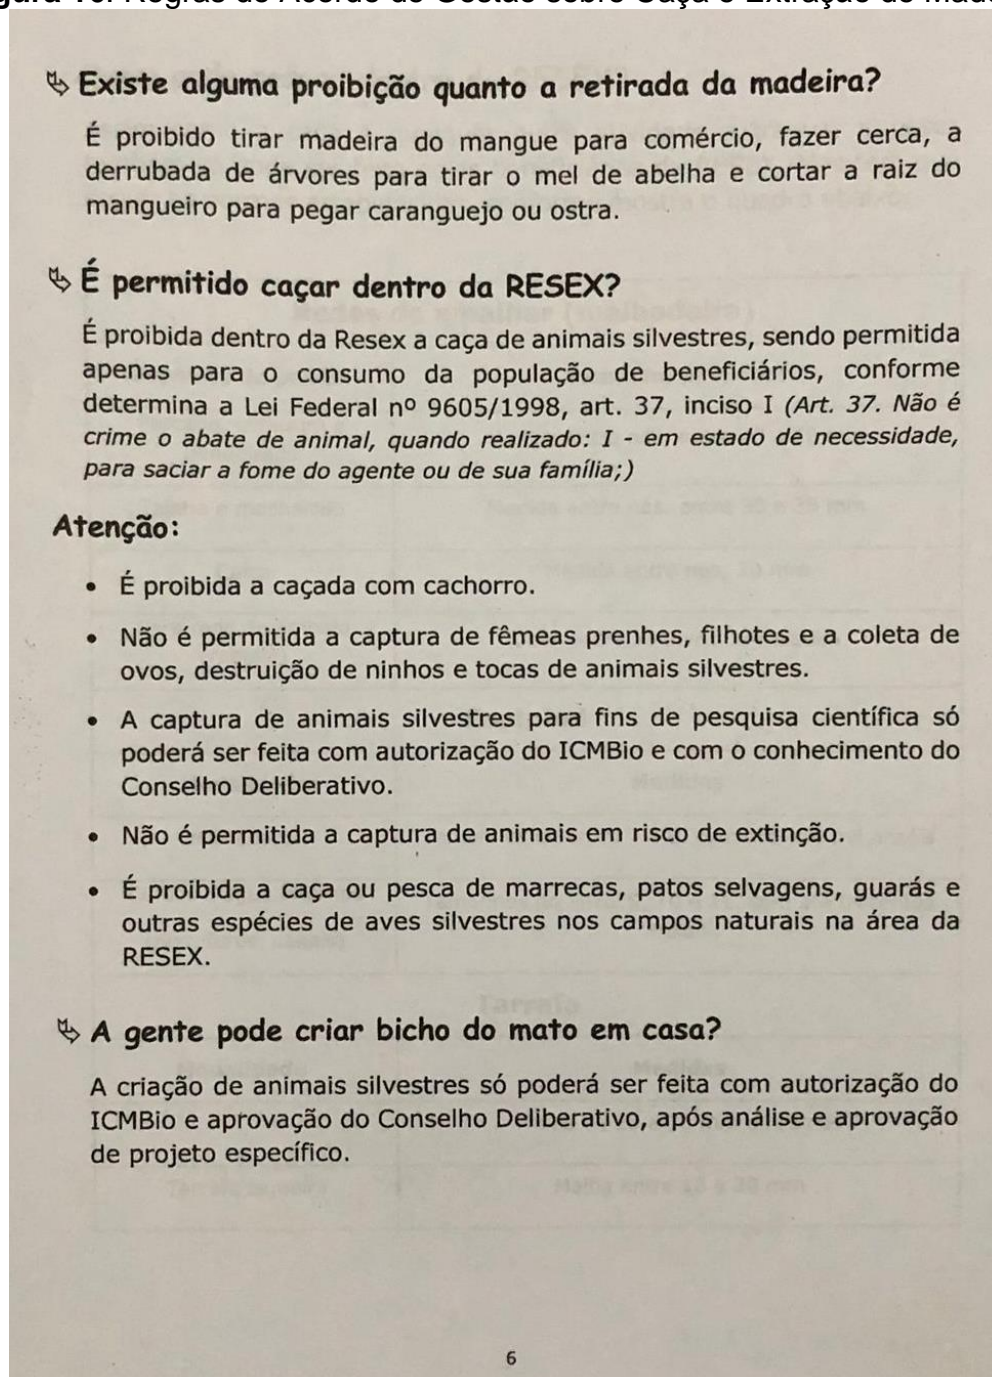 Regras do Acordo de Gestão sobre Caça e Extração de
Existe alguma proibição quanto a retirada da madeira?
É proibido tirar madeira do mangue para comércio, fazer cerca, a
derrubada de árvores para tirar o mel de abelha e cortar a raiz do
mangueiro para pegar caranguejo ou ostra.
É permitido caçar dentro da RESEX?
É proibida dentro da Resex a caça de animais silvestres, sendo permitida
apenas para o consumo da população de beneficiários, conforme
determina a Lei Federal nº 9605/1998, art. 37, inciso I (Art. 37. Não é
crime o abate de animal, quando realizado: I - em estado de necessidade,
para saciar a fome do agente ou de sua família;)
Atenção:
• É proibida a caçada com cachorro.
• Não é permitida a captura de fêmeas prenhes, filhotes e a coleta de
ovos, destruição de ninhos e tocas de animais silvestres.
• A captura de animais silvestres para fins de pesquisa científica só
poderá ser feita com autorização do ICMBio e com o conhecimento do
Conselho Deliberativo.
• Não é permitida a captura de animais em risco de extinção.
• É proibida a caça ou pesca de marrecas, patos selvagens, guarás e
outras espécies de aves silvestres nos campos naturais na área da
RESEX.
A gente pode criar bicho do mato em casa?
A criação de animais silvestres só poderá ser feita com autorização do
ICMBio e aprovação do Conselho Deliberativo, após análise e aprovação
de projeto específico.
6